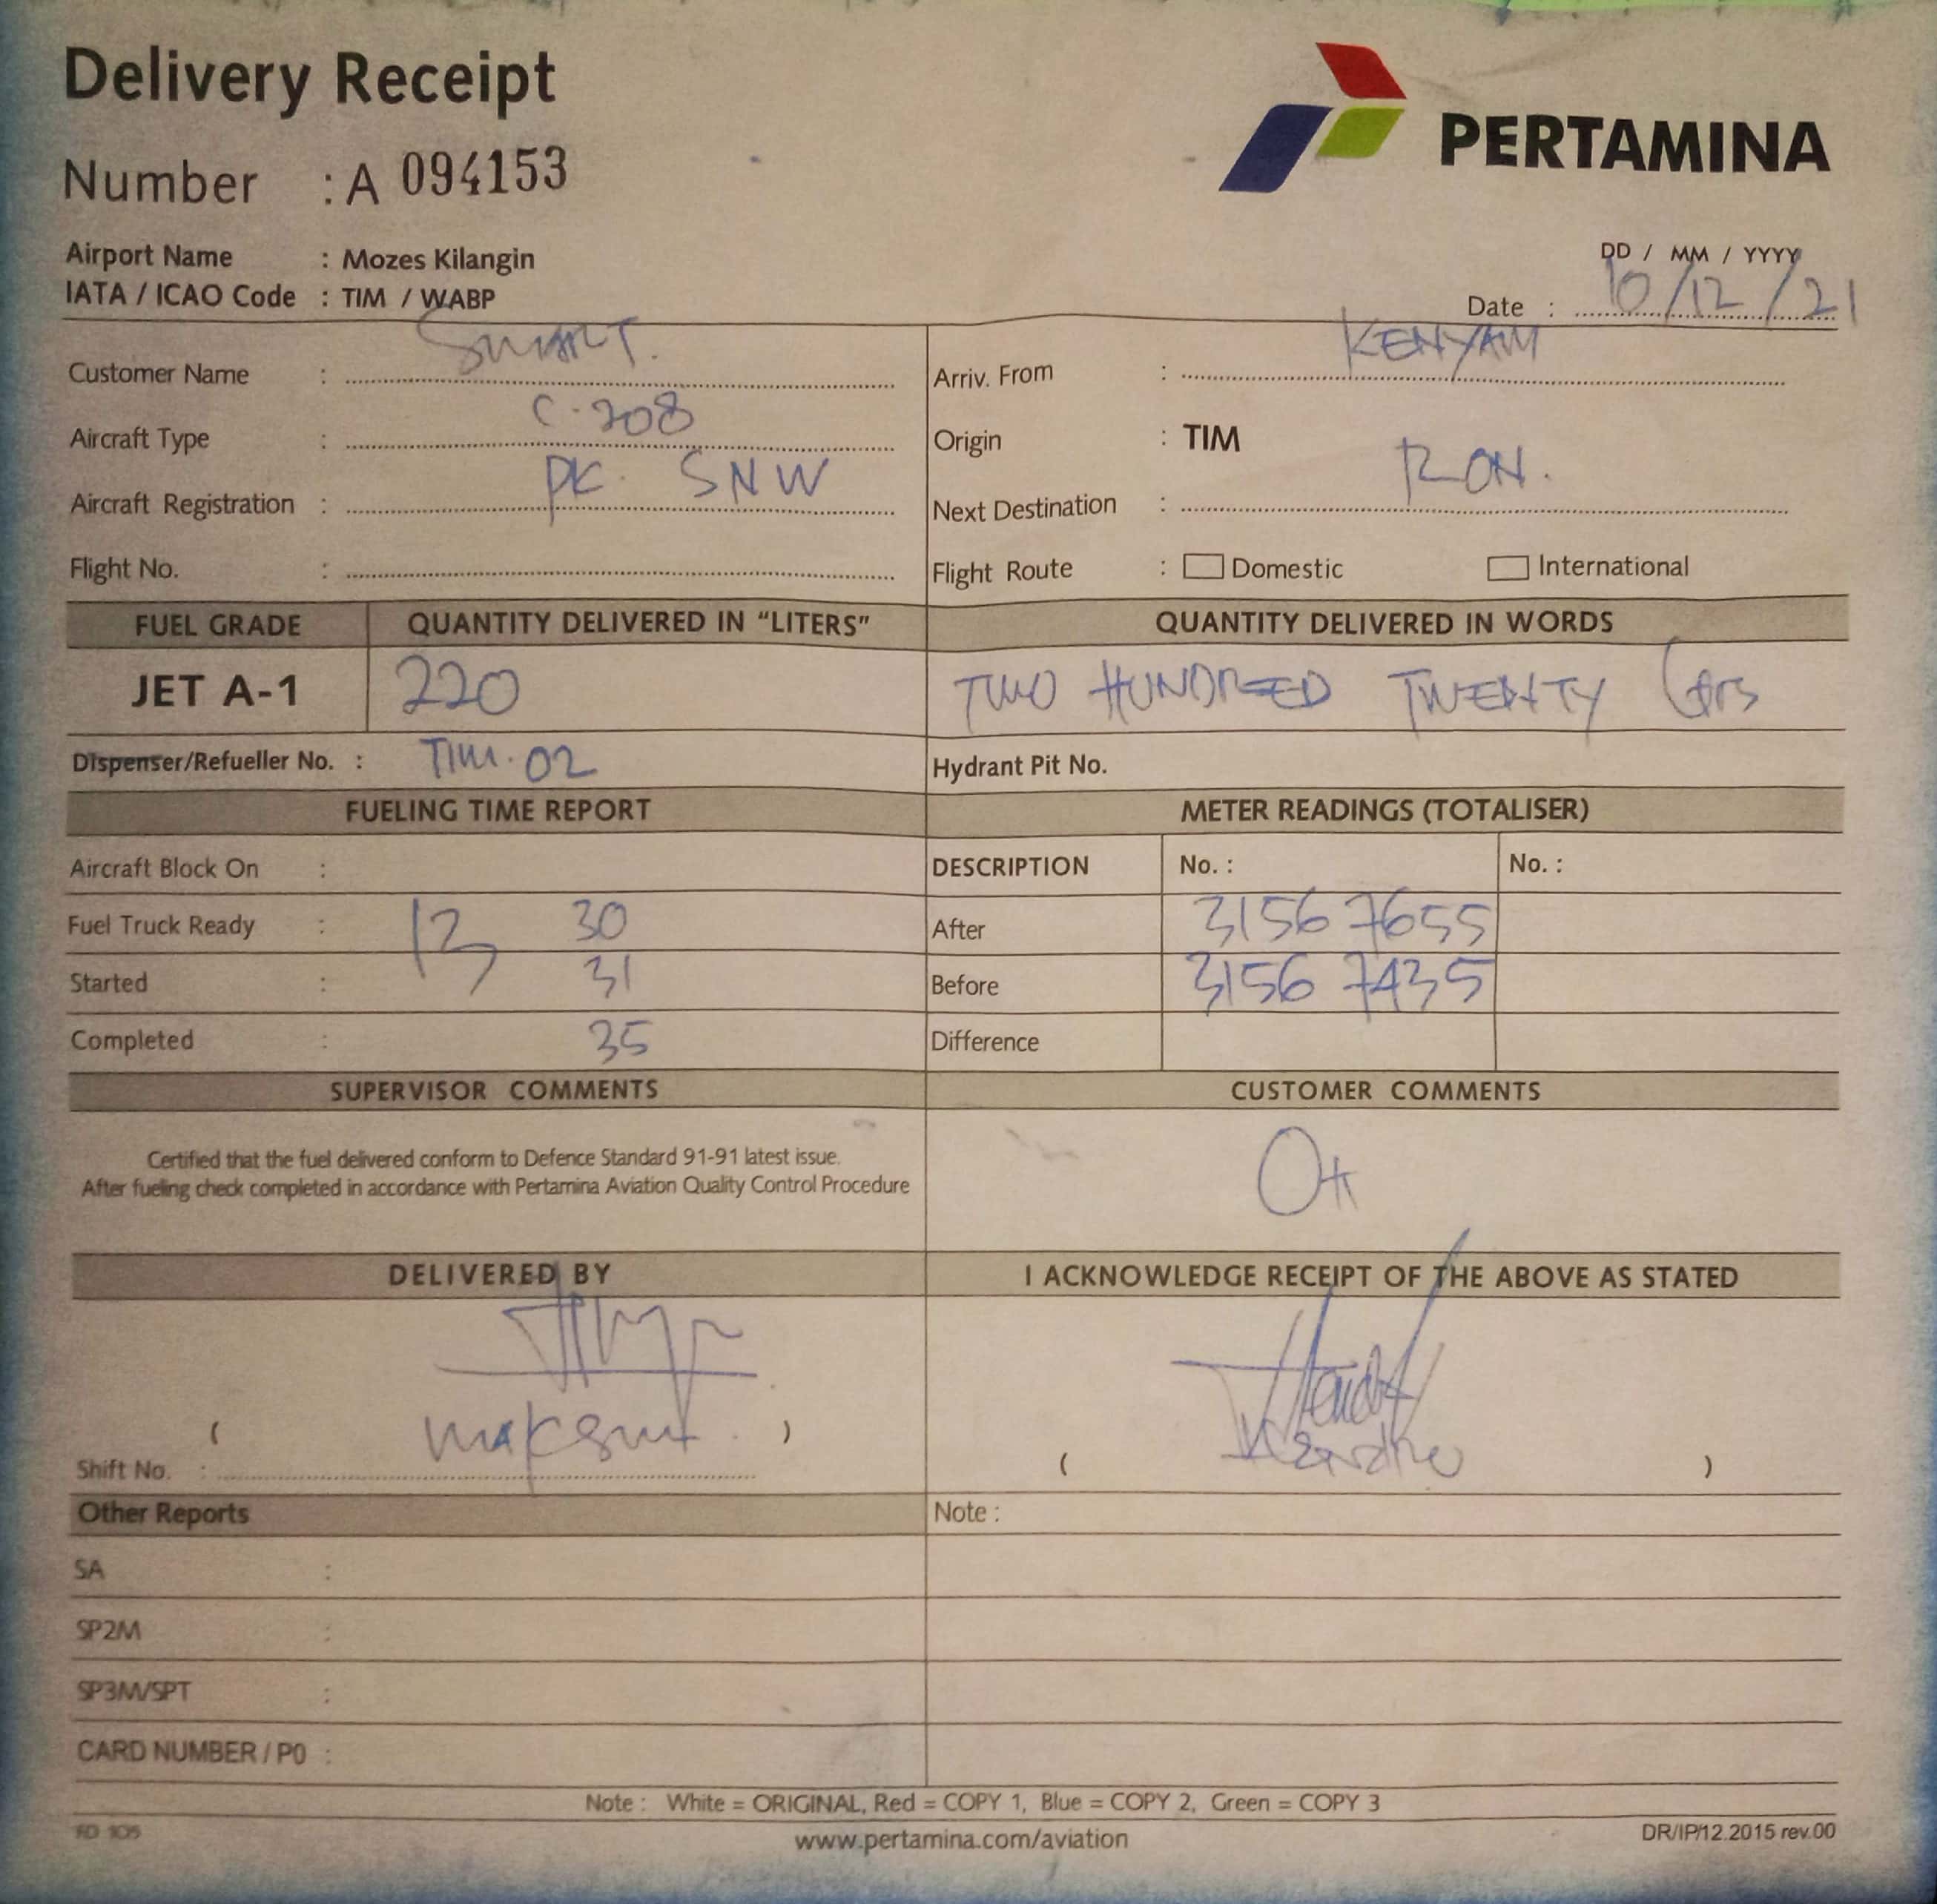 Delivery Receipt
PERTAMINA
Number : A 094153
Airport Name : Mozes Kilangin
IATA / ICAO Code : TIM / WABP
DD / MM / YYYY
Date : 10/12/21
Customer Name : SMART.
Arriv. From : KENYAM
Aircraft Type : C.208
Origin : TIM
Aircraft Registration : PK. SNW
Next Destination : RON.
Flight No. :
Flight Route : Domestic International
FUEL GRADE QUANTITY DELIVERED IN "LITERS" QUANTITY DELIVERED IN WORDS
JET A-1 220 TWO HUNDRED TWENTY
Dispenser/Refueller No. : TIM.02 Hydrant Pit No.
FUELING TIME REPORT METER READINGS (TOTALISER)
Aircraft Block On : DESCRIPTION No. : No. :
Fuel Truck Ready : 13 30 After 31567655
Started : 31 Before 31567435
Completed : 35 Difference
SUPERVISOR COMMENTS CUSTOMER COMMENTS
Certified that the fuel delivered conform to Defence Standard 91-91 latest issue.
After fueling check completed in accordance with Pertamina Aviation Quality Control Procedure
DELIVERED BY I ACKNOWLEDGE RECEIPT OF THE ABOVE AS STATED
( )
Shift No. :
( )
Other Reports Note :
SA :
SP2M :
SP3M/SPT :
CARD NUMBER / PO :
Note : White = ORIGINAL, Red = COPY 1, Blue = COPY 2, Green = COPY 3
FD 105 www.pertamina.com/aviation DR/IP/12.2015 rev.00